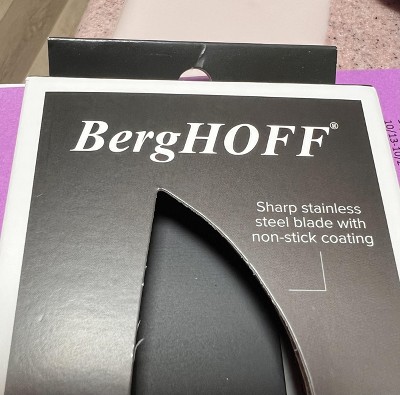 BergHOFF®
Sharp stainless
steel blade with
non-stick coating